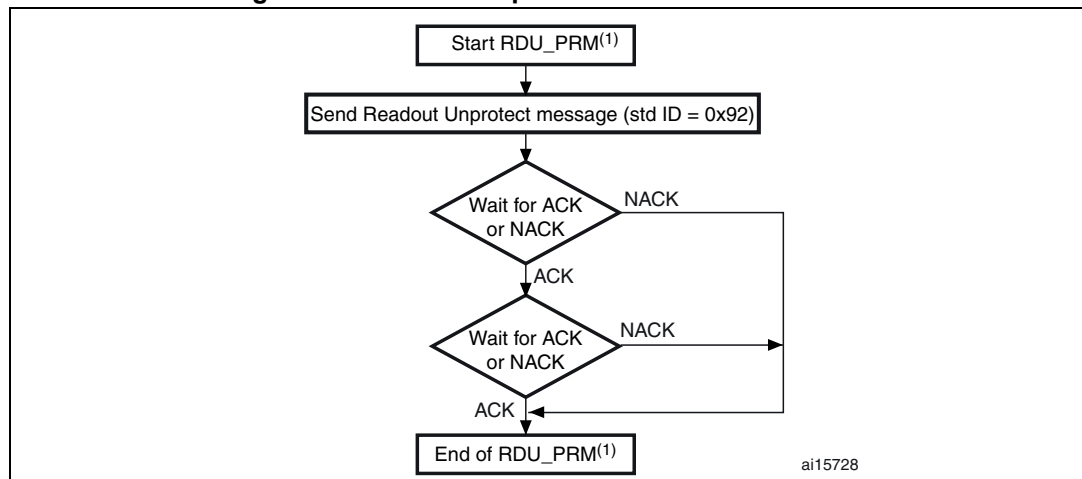 Start RDU_PRM(1)
Send Readout Unprotect message (std ID = 0x92)
Wait for ACK
or NACK
NACK
ACK
Wait for ACK
or NACK
NACK
ACK
End of RDU_PRM(1)
ai15728